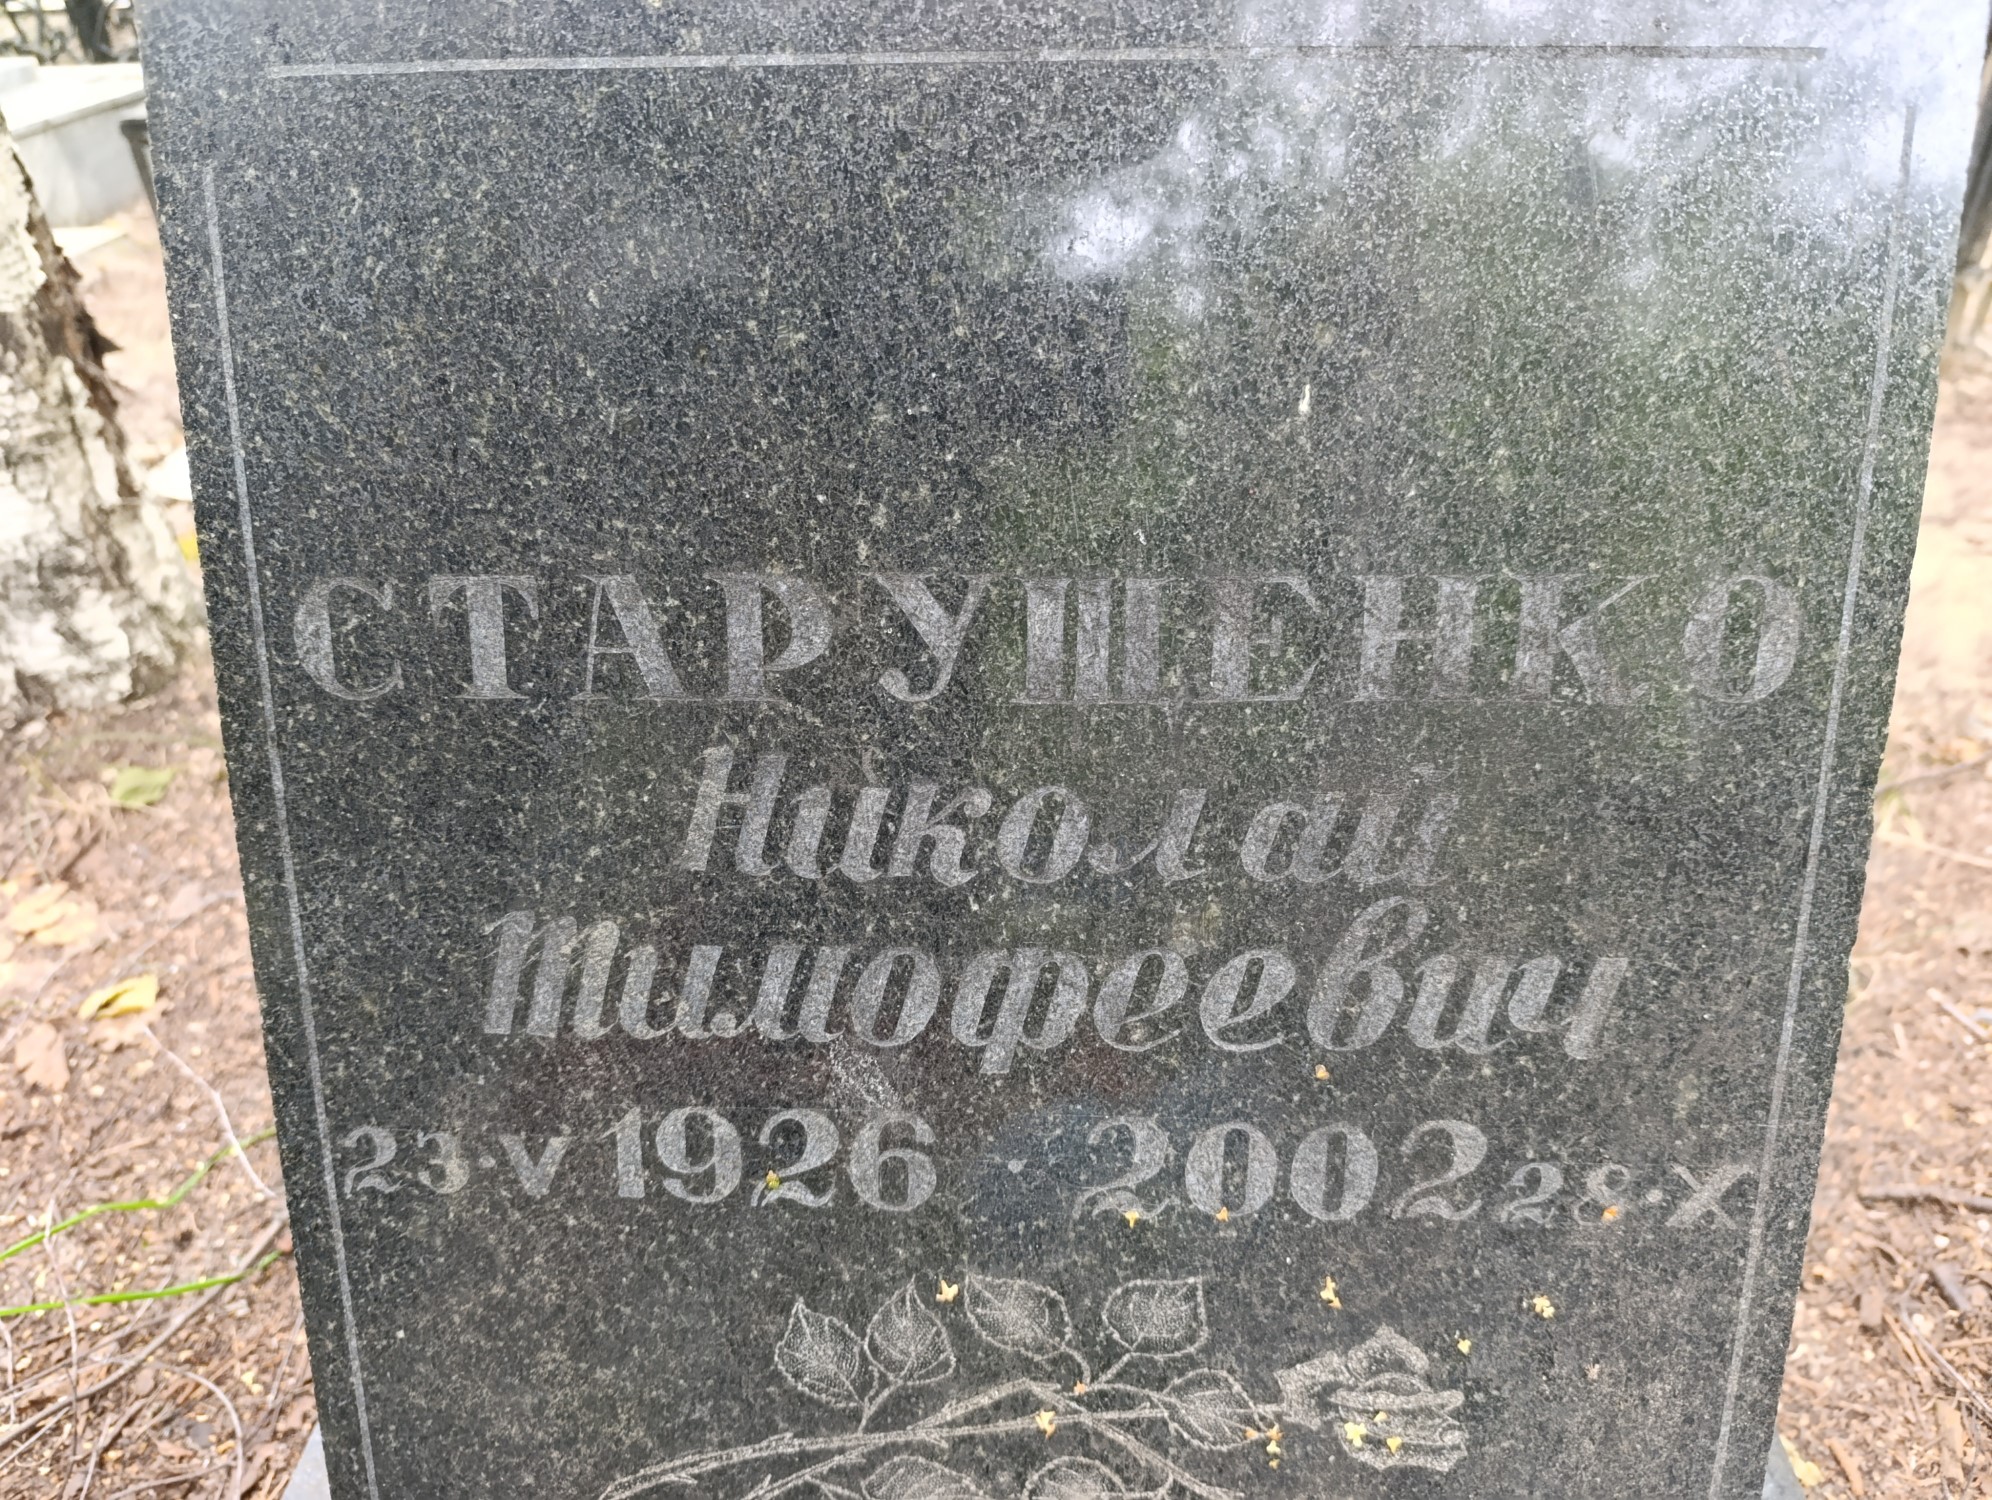 СТАРУШЕНКО
Николай
Тимофеевич
23·V 1926 · 2002 28·X